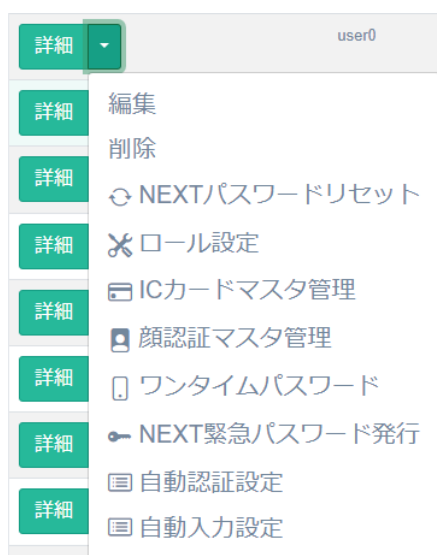 詳細 user0
詳細 編集
削除
詳細 NEXTパスワードリセット
詳細 ロール設定
詳細 ICカードマスタ管理
顔認証マスタ管理
詳細 ワンタイムパスワード
詳細 NEXT緊急パスワード発行
自動認証設定
詳細 自動入力設定